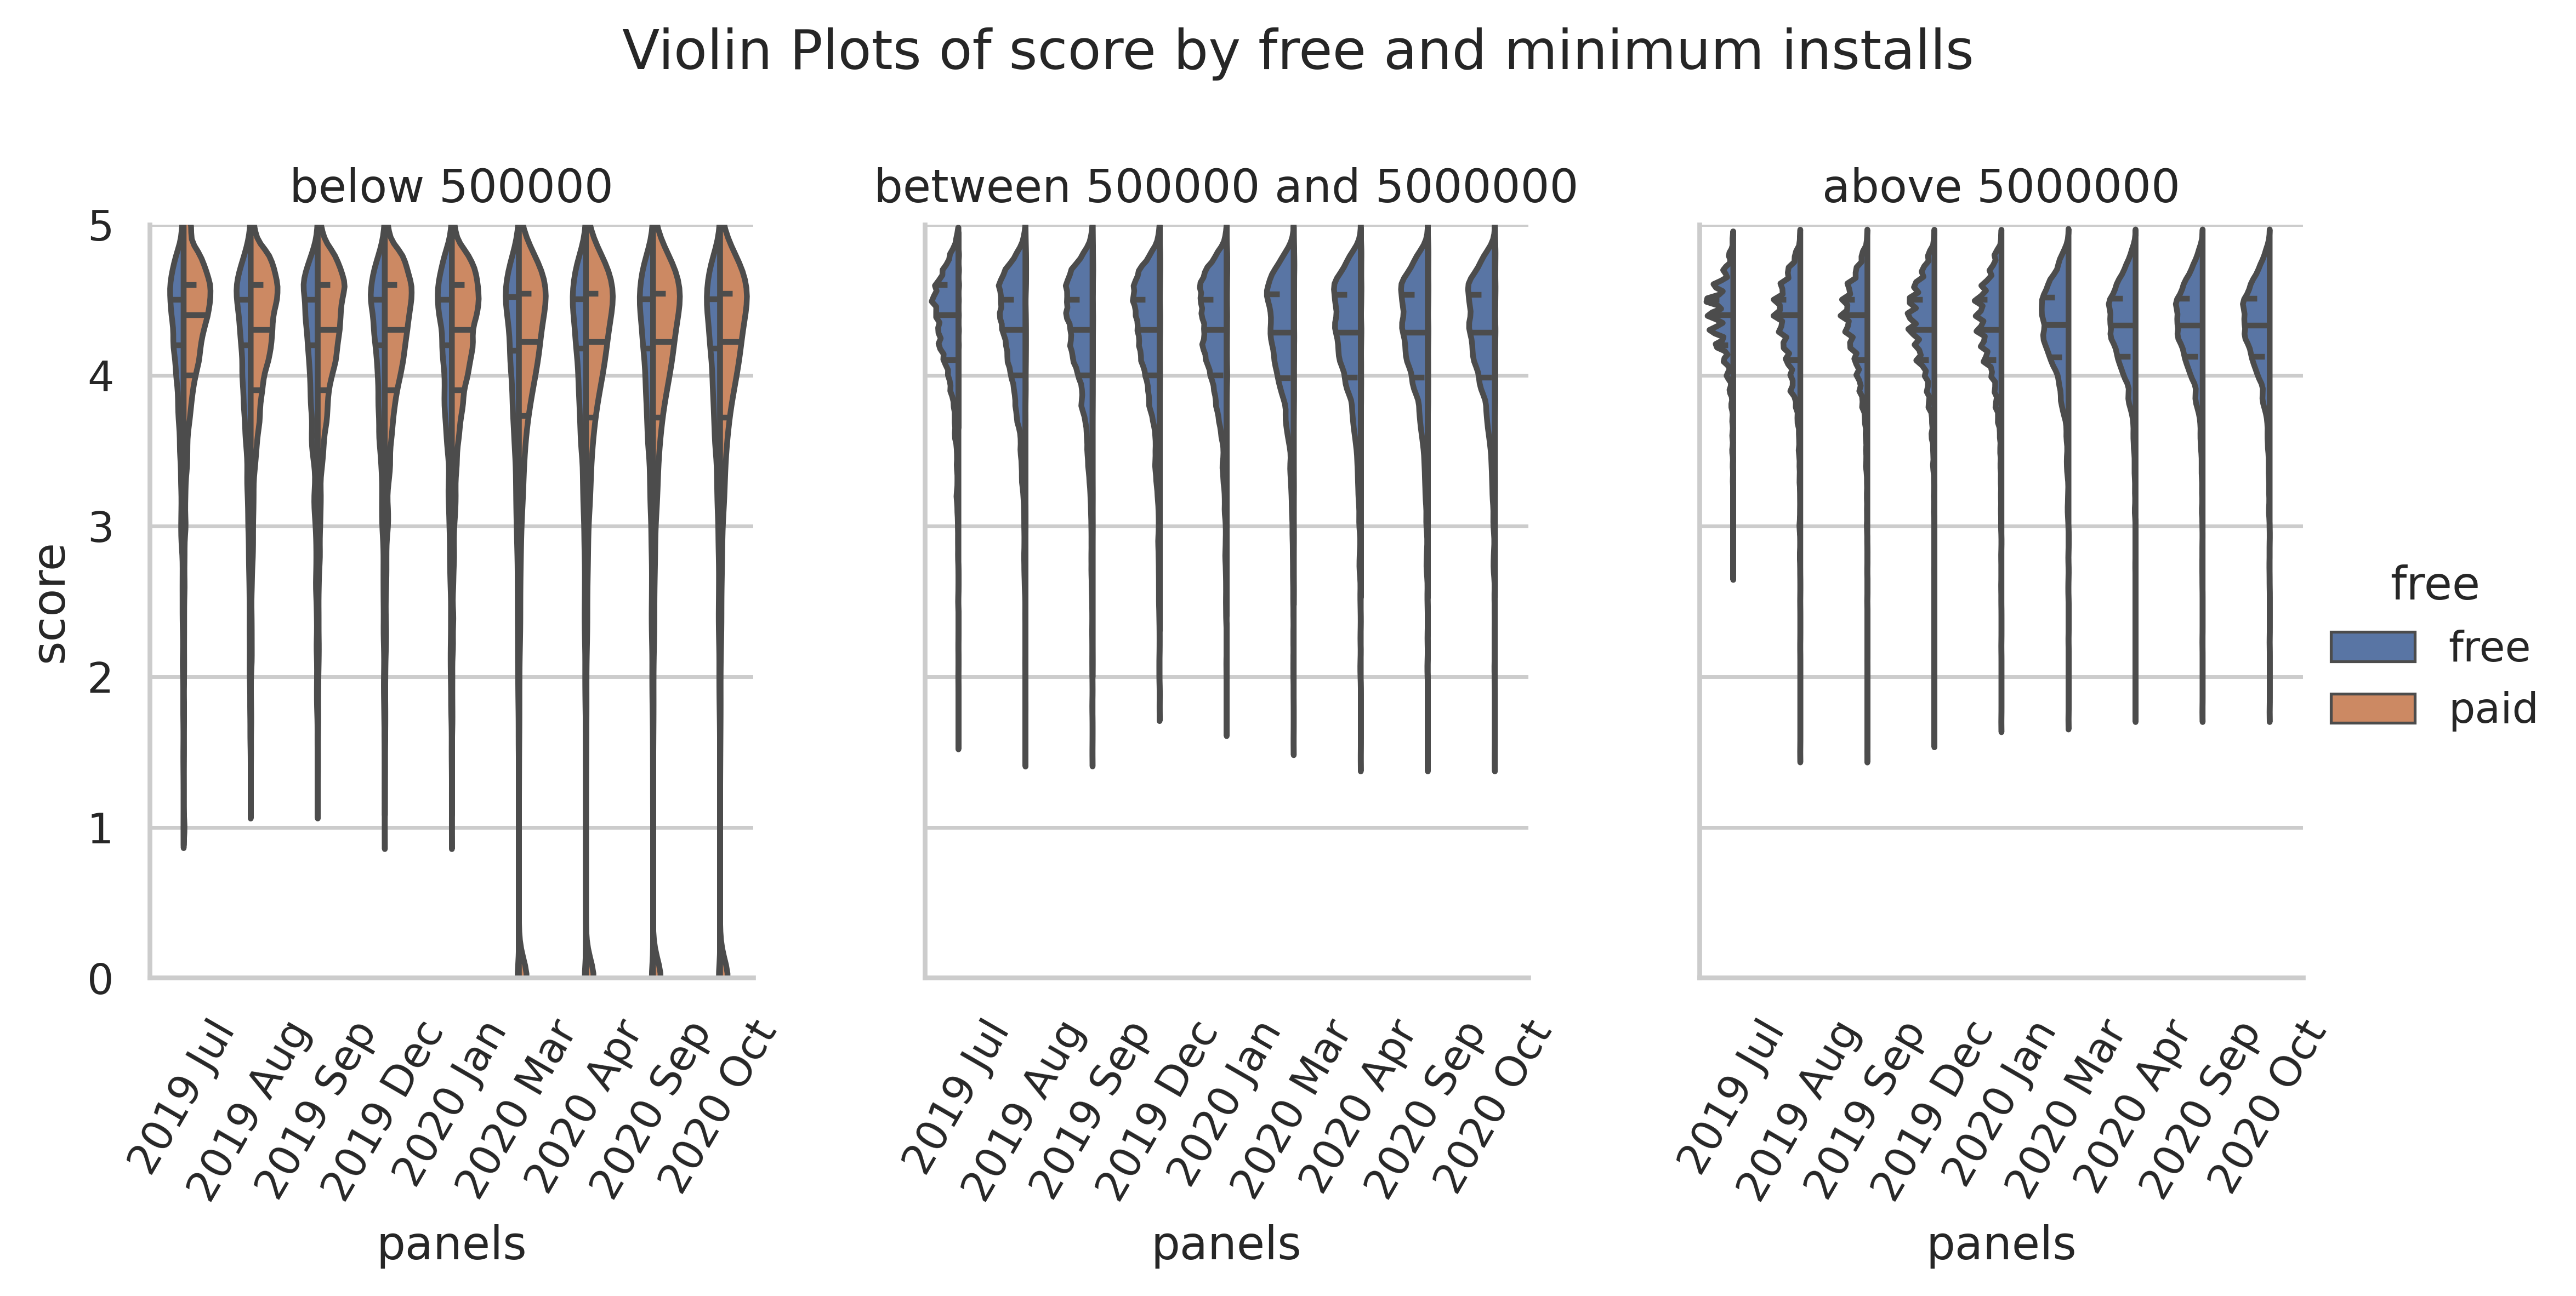 Violin Plots of score by free and minimum installs
below 500000
between 500000 and 5000000
above 5000000
score
5
4
3
2
1
0
2019 Jul
2019 Aug
2019 Sep
2019 Dec
2020 Jan
2020 Mar
2020 Apr
2020 Sep
2020 Oct
panels
2019 Jul
2019 Aug
2019 Sep
2019 Dec
2020 Jan
2020 Mar
2020 Apr
2020 Sep
2020 Oct
panels
2019 Jul
2019 Aug
2019 Sep
2019 Dec
2020 Jan
2020 Mar
2020 Apr
2020 Sep
2020 Oct
panels
free
free
paid